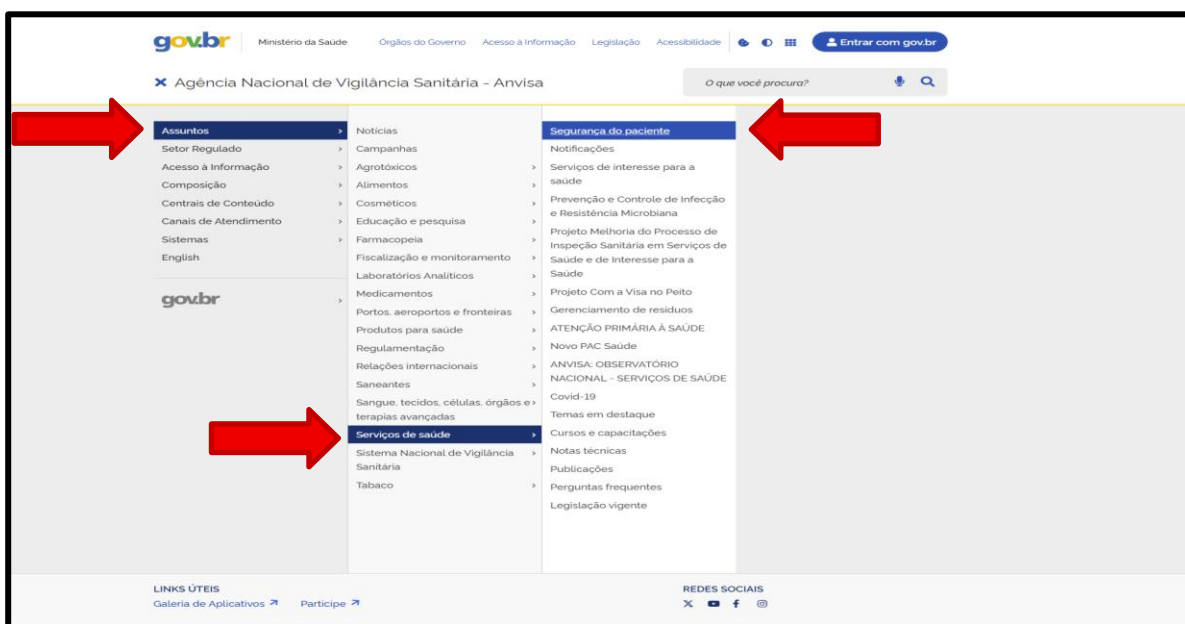 gov.br Ministério da Saúde Órgãos do Governo Acesso à Informação Legislação Acessibilidade Entrar com gov.br
Agência Nacional de Vigilância Sanitária - Anvisa O que você procura?
Assuntos
Setor Regulado
Acesso à Informação
Composição
Centrais de Conteúdo
Canais de Atendimento
Sistemas
English
gov.br
Notícias
Campanhas
Agrotóxicos
Alimentos
Cosméticos
Educação e pesquisa
Farmacopeia
Fiscalização e monitoramento
Laboratórios Analíticos
Medicamentos
Portos, aeroportos e fronteiras
Produtos para saúde
Regulamentação
Relações internacionais
Saneantes
Sangue, tecidos, células, órgãos e
terapias avançadas
Serviços de saúde
Sistema Nacional de Vigilância
Sanitária
Tabaco
Segurança do paciente
Notificações
Serviços de interesse para a
saúde
Prevenção e Controle de Infecção
e Resistência Microbiana
Projeto Melhoria do Processo de
Inspeção Sanitária em Serviços de
Saúde e de Interesse para a
Saúde
Projeto Com a Visa no Peito
Gerenciamento de resíduos
ATENÇÃO PRIMÁRIA À SAÚDE
Novo PAC Saúde
ANVISA: OBSERVATÓRIO
NACIONAL - SERVIÇOS DE SAÚDE
Covid-19
Temas em destaque
Cursos e capacitações
Notas técnicas
Publicações
Perguntas frequentes
Legislação vigente
LINKS ÚTEIS
Galeria de Aplicativos Participe
REDES SOCIAIS